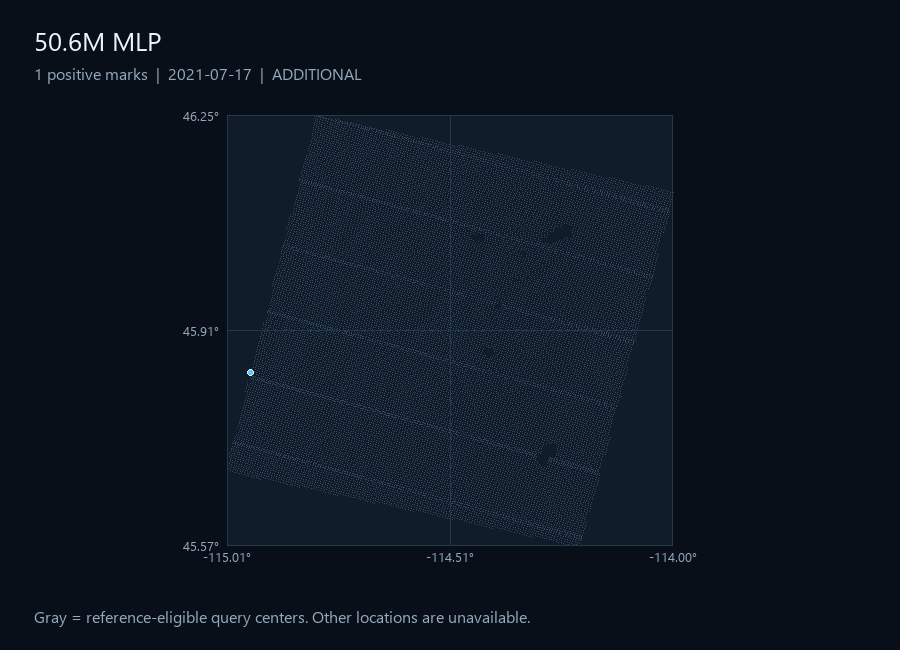 50.6M MLP
1 positive marks | 2021-07-17 | ADDITIONAL
46.25°
45.91°
45.57°
-115.01° -114.51° -114.00°
Gray = reference-eligible query centers. Other locations are unavailable.